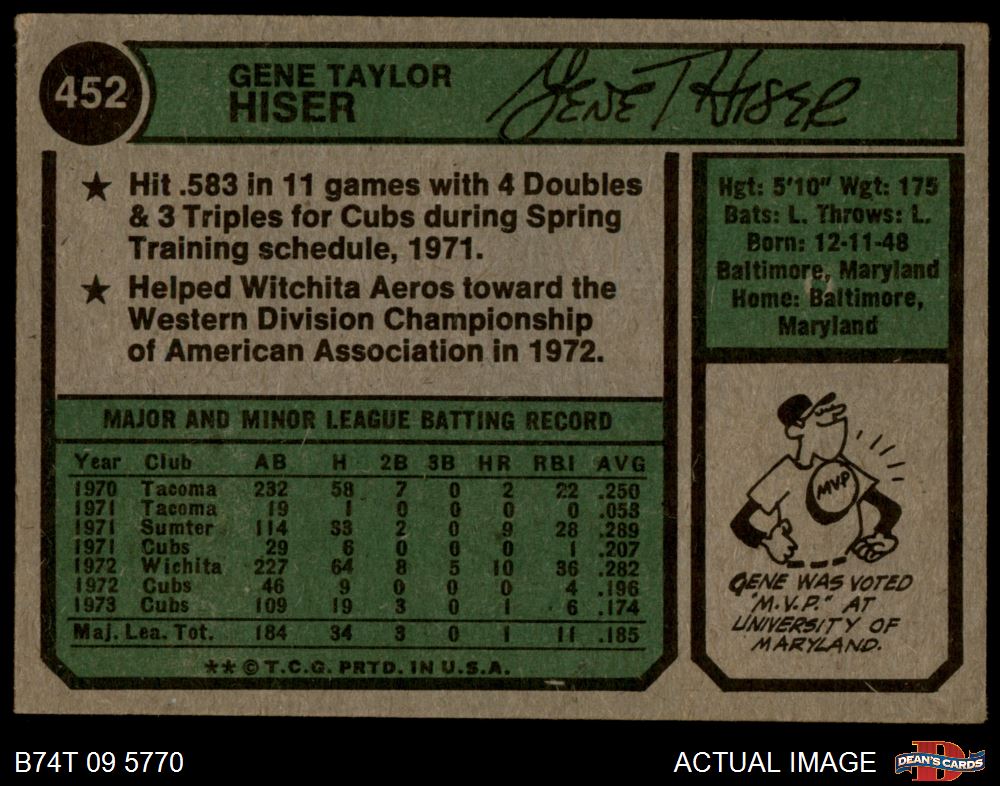 452
GENE TAYLOR
HISER
Gene T Hiser
★ Hit .583 in 11 games with 4 Doubles
& 3 Triples for Cubs during Spring
Training schedule, 1971.
★ Helped Witchita Aeros toward the
Western Division Championship
of American Association in 1972.
Hgt: 5'10" Wgt: 175
Bats: L. Throws: L.
Born: 12-11-48
Baltimore, Maryland
Home: Baltimore,
Maryland
MAJOR AND MINOR LEAGUE BATTING RECORD
Year Club AB H 2B 3B HR RBI AVG
1970 Tacoma 232 58 7 0 2 22 .250
1971 Tacoma 19 1 0 0 0 0 .053
1971 Sumter 114 33 2 0 9 28 .289
1971 Cubs 29 6 0 0 0 1 .207
1972 Wichita 227 64 8 5 10 36 .282
1972 Cubs 46 9 0 0 0 4 .196
1973 Cubs 109 19 3 0 1 6 .174
Maj. Lea. Tot. 184 34 3 0 1 11 .185
** © T.C.G. PRTD. IN U.S.A.
MVP
GENE WAS VOTED
"M.V.P." AT
UNIVERSITY OF
MARYLAND.
B74T 09 5770
ACTUAL IMAGE
D
DEAN'S CARDS